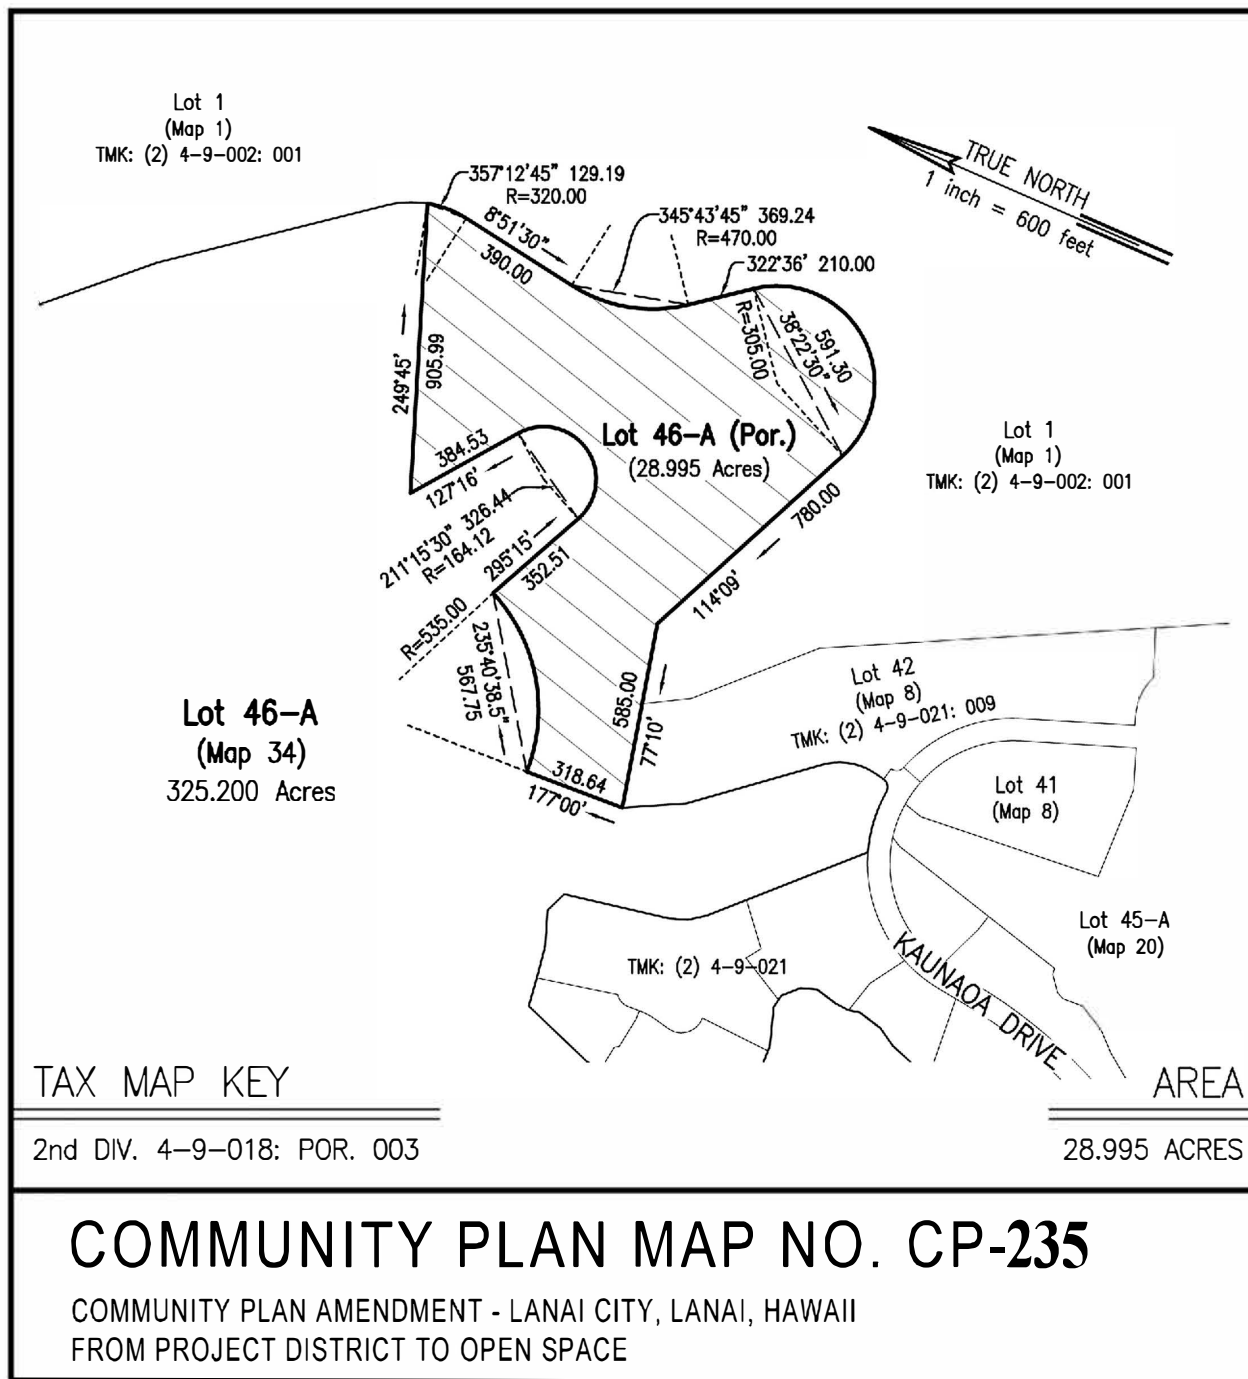 Lot 1
(Map 1)
TMK: (2) 4-9-002: 001
357°12'45" 129.19
R=320.00
8°51'30"
390.00
345°43'45" 369.24
R=470.00
322°36' 210.00
TRUE NORTH
1 inch = 600 feet
R=305.00
38°22'30"
591.30
249°45'
905.99
Lot 46-A (Por.)
(28.995 Acres)
384.53
127°16'
211°15'30" 326.44
R=164.12
295°15'
352.51
780.00
114°09'
Lot 1
(Map 1)
TMK: (2) 4-9-002: 001
R=535.00
235°40'38.5"
567.75
585.00
77°10'
318.64
177°00'
Lot 46-A
(Map 34)
325.200 Acres
Lot 42
(Map 8)
TMK: (2) 4-9-021: 009
Lot 41
(Map 8)
Lot 45-A
(Map 20)
TMK: (2) 4-9-021
KAUNAOA DRIVE
TAX MAP KEY
2nd DIV. 4-9-018: POR. 003
AREA
28.995 ACRES
COMMUNITY PLAN MAP NO. CP-235
COMMUNITY PLAN AMENDMENT - LANAI CITY, LANAI, HAWAII
FROM PROJECT DISTRICT TO OPEN SPACE